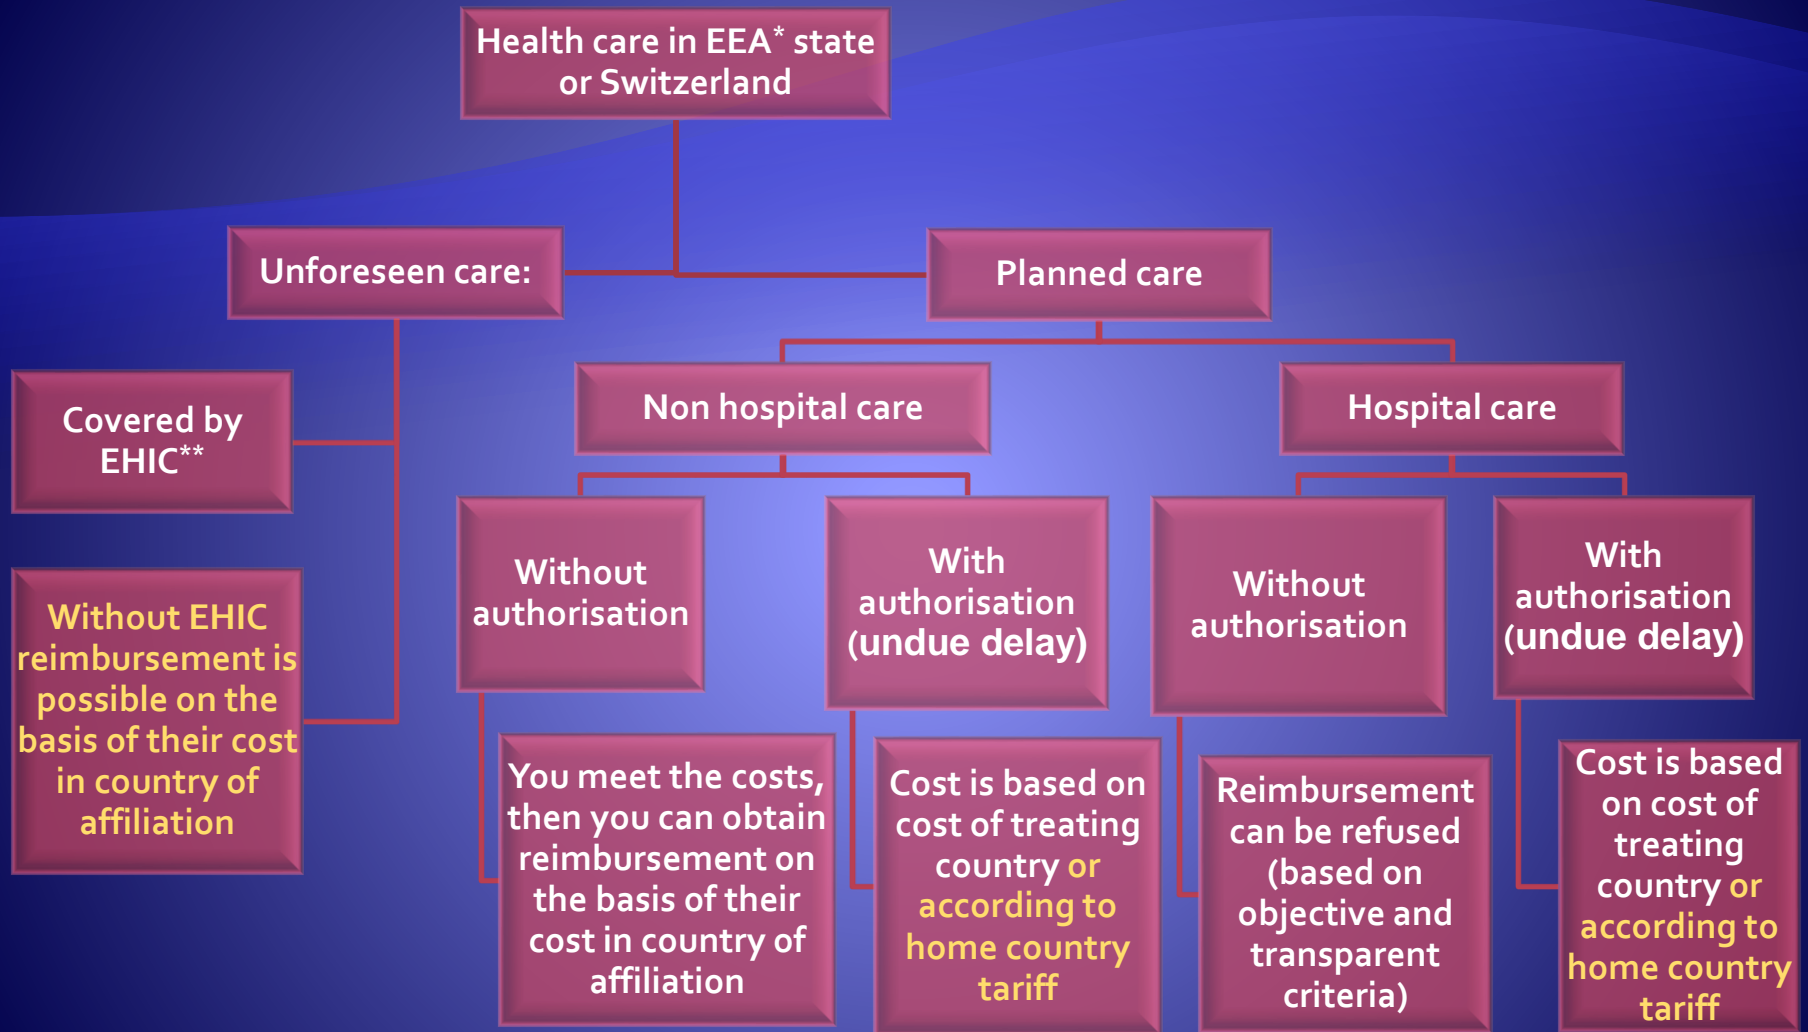 Health care in EEA* state
or Switzerland
Unforeseen care:
Planned care
Covered by
EHIC**
Non hospital care
Hospital care
Without EHIC
reimbursement is
possible on the
basis of their cost
in country of
affiliation
Without
authorisation
With
authorisation
(undue delay)
Without
authorisation
With
authorisation
(undue delay)
You meet the costs,
then you can obtain
reimbursement on
the basis of their
cost in country of
affiliation
Cost is based on
cost of treating
country or
according to
home country
tariff
Reimbursement
can be refused
(based on
objective and
transparent
criteria)
Cost is based
on cost of
treating
country or
according to
home country
tariff